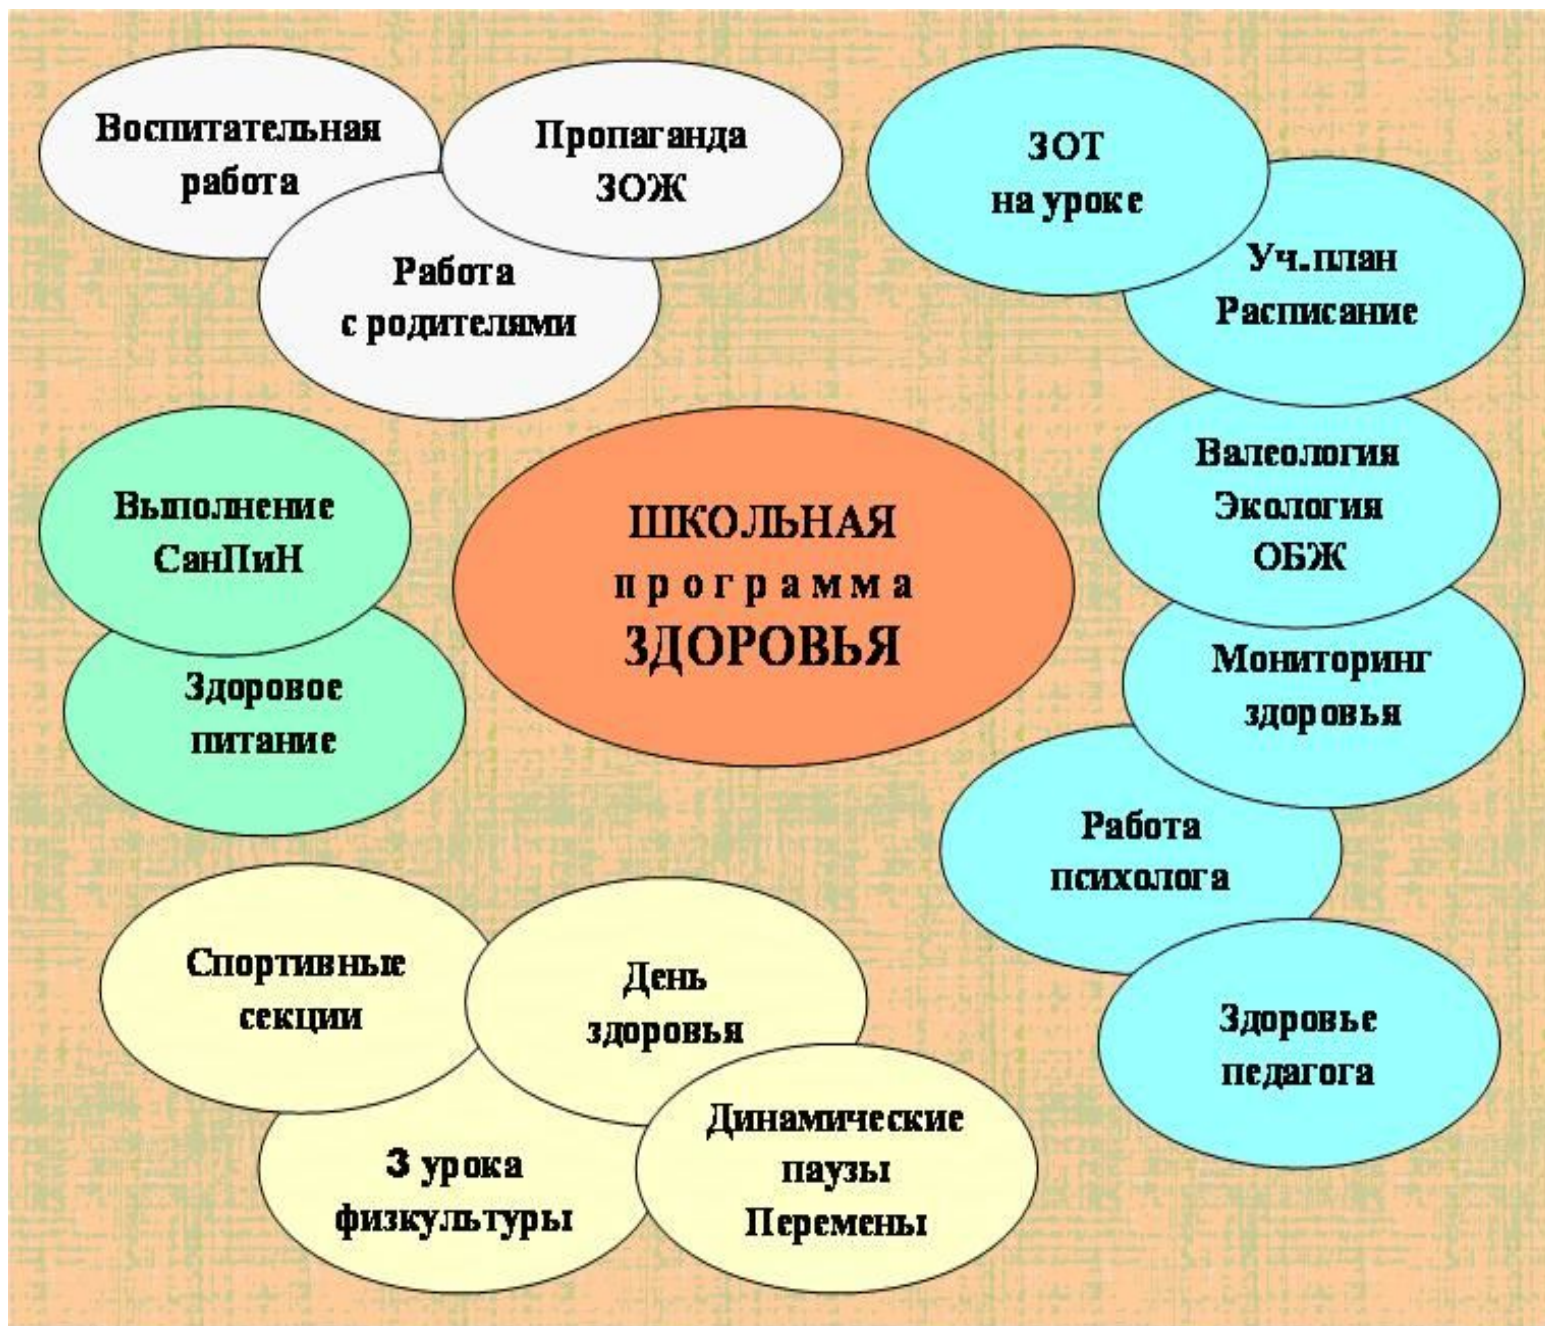 Воспитательная
работа
Пропаганда
ЗОЖ
Работа
с родителями
ЗОТ
на уроке
Уч.план
Расписание
Валеология
Экология
ОБЖ
Мониторинг
здоровья
Работа
психолога
Здоровье
педагога
Выполнение
СанПиН
Здоровое
питание
ШКОЛЬНАЯ
программа
ЗДОРОВЬЯ
Спортивные
секции
День
здоровья
3 урока
физкультуры
Динамические
паузы
Перемены